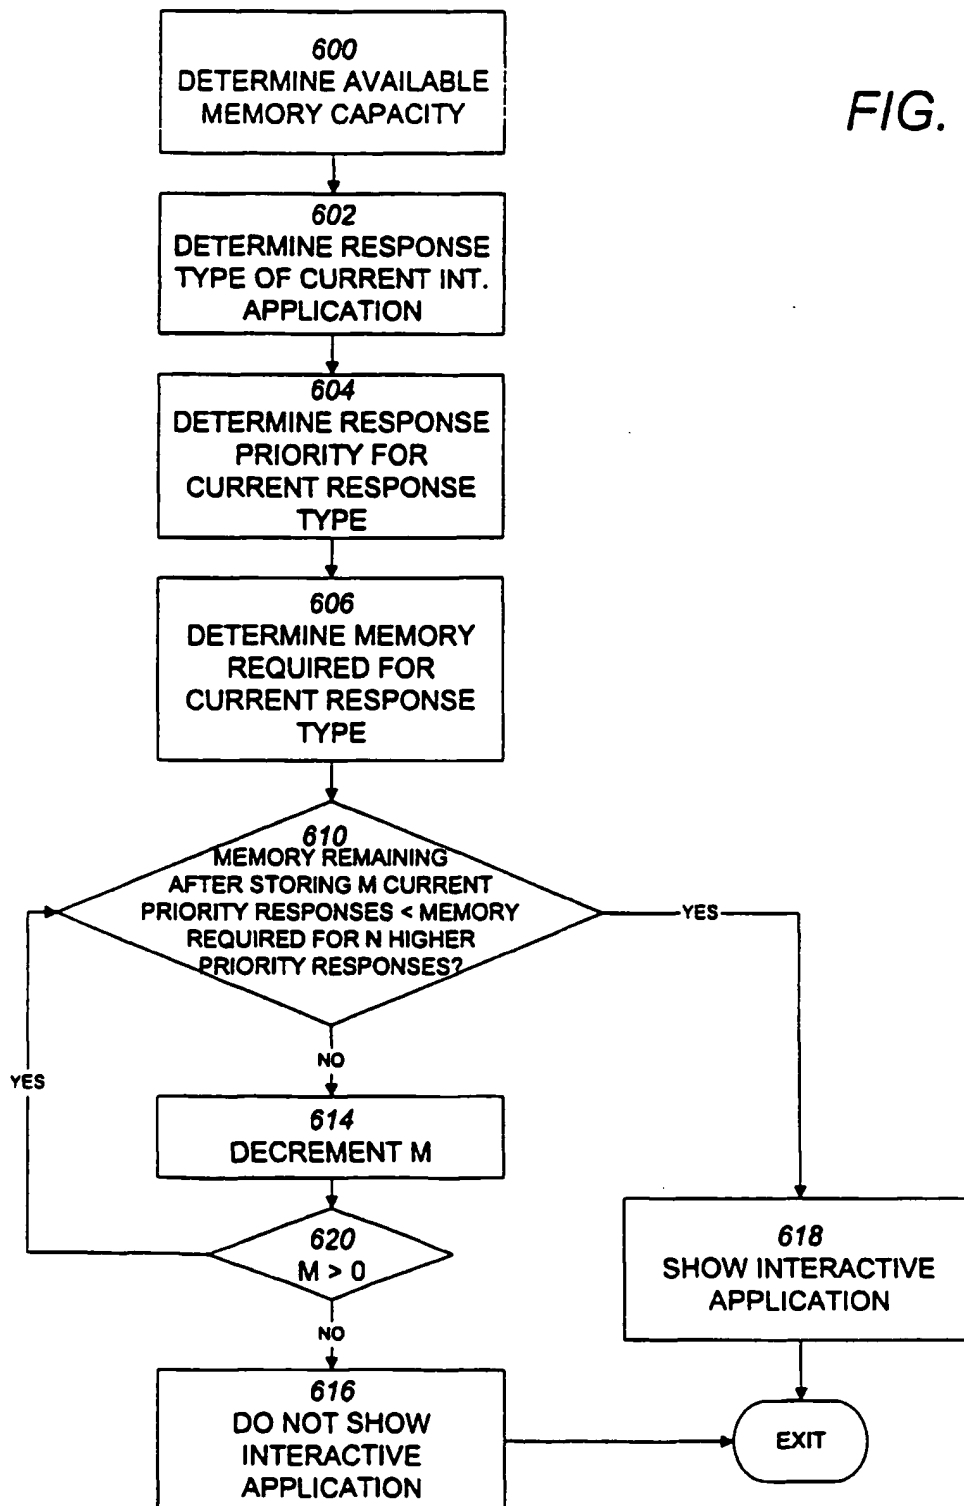 600
DETERMINE AVAILABLE
MEMORY CAPACITY
FIG.
602
DETERMINE RESPONSE
TYPE OF CURRENT INT.
APPLICATION
604
DETERMINE RESPONSE
PRIORITY FOR
CURRENT RESPONSE
TYPE
606
DETERMINE MEMORY
REQUIRED FOR
CURRENT RESPONSE
TYPE
610
MEMORY REMAINING
AFTER STORING M CURRENT
PRIORITY RESPONSES < MEMORY
REQUIRED FOR N HIGHER
PRIORITY RESPONSES?
YES
NO
YES
614
DECREMENT M
620
M > 0
618
SHOW INTERACTIVE
APPLICATION
NO
616
DO NOT SHOW
INTERACTIVE
APPLICATION
EXIT